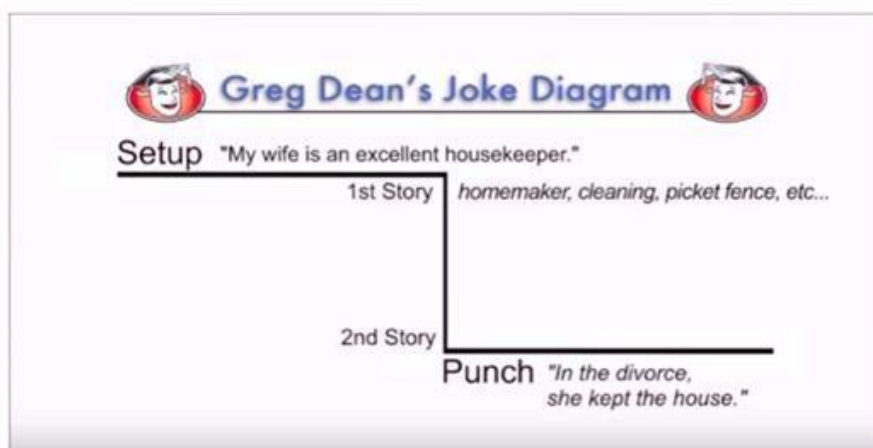 Greg Dean's Joke Diagram
Setup "My wife is an excellent housekeeper."
1st Story homemaker, cleaning, picket fence, etc...
2nd Story
Punch "In the divorce,
she kept the house."